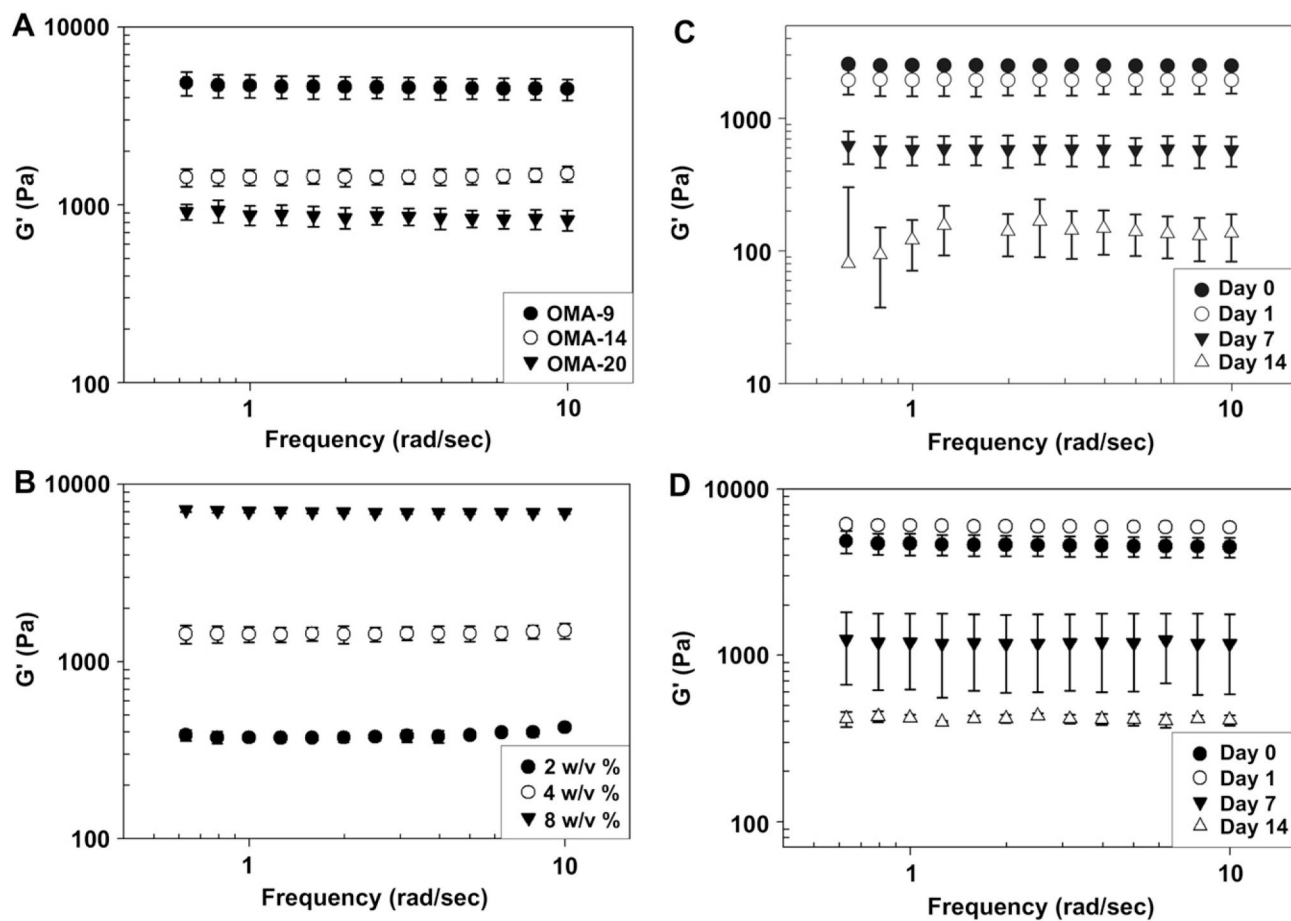 A
10000
1000
100
G' (Pa)
OMA-9
OMA-14
OMA-20
1
10
Frequency (rad/sec)
B
10000
1000
100
G' (Pa)
2 w/v %
4 w/v %
8 w/v %
1
10
Frequency (rad/sec)
C
1000
100
10
G' (Pa)
Day 0
Day 1
Day 7
Day 14
1
10
Frequency (rad/sec)
D
10000
1000
100
G' (Pa)
Day 0
Day 1
Day 7
Day 14
1
10
Frequency (rad/sec)